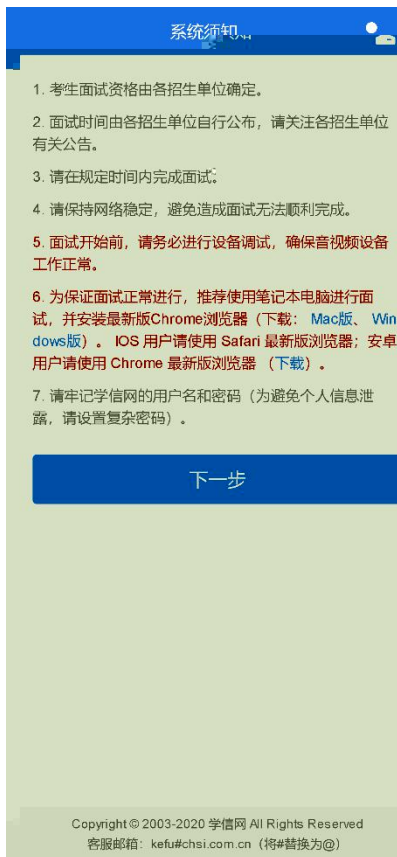 系统须知
1. 考生面试资格由各招生单位确定。
2. 面试时间由各招生单位自行公布，请关注各招生单位
有关公告。
3. 请在规定时间内完成面试。
4. 请保持网络稳定，避免造成面试无法顺利完成。
5. 面试开始前，请务必进行设备调试，确保音视频设备
工作正常。
6. 为保证面试正常进行，推荐使用笔记本电脑进行面
试，并安装最新版Chrome浏览器（下载： Mac版、 Win
dows版）。 IOS 用户请使用 Safari 最新版浏览器；安卓
用户请使用 Chrome 最新版浏览器 （下载）。
7. 请牢记学信网的用户名和密码（为避免个人信息泄
露，请设置复杂密码）。
下一步
Copyright © 2003-2020 学信网 All Rights Reserved
客服邮箱：kefu#chsi.com.cn（将#替换为@）